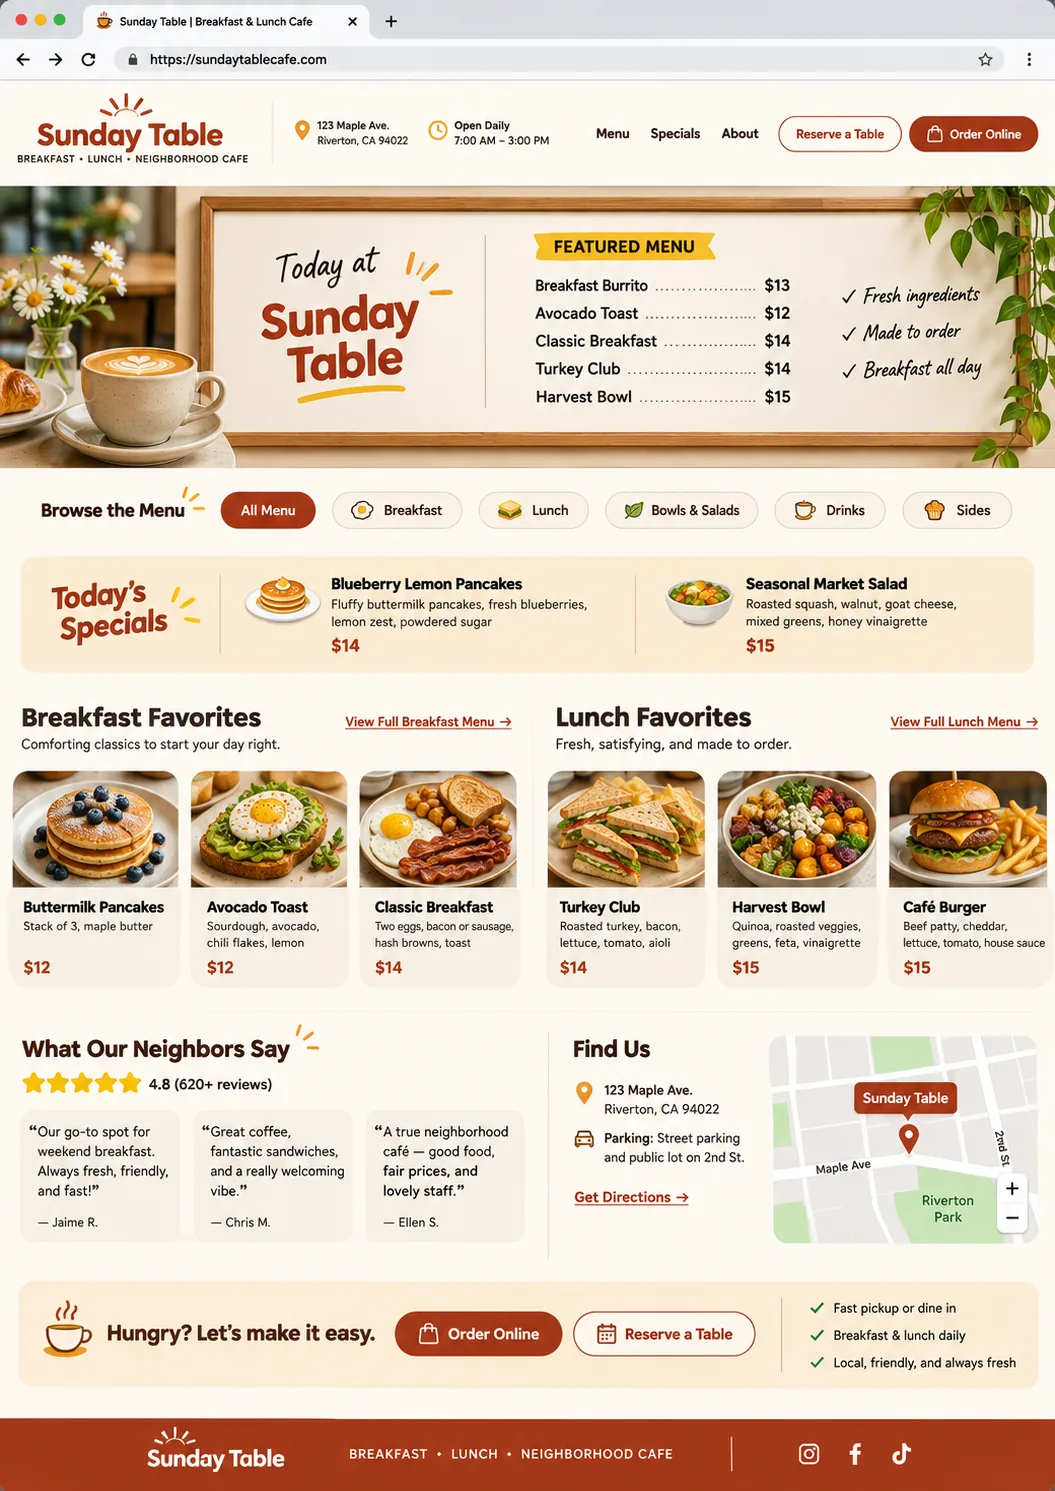 Sunday Table | Breakfast & Lunch Cafe
https://sundaytablecafe.com
Sunday Table
BREAKFAST • LUNCH • NEIGHBORHOOD CAFE
123 Maple Ave.
Riverton, CA 94022
Open Daily
7:00 AM – 3:00 PM
Menu
Specials
About
Reserve a Table
Order Online
Today at
Sunday
Table
FEATURED MENU
Breakfast Burrito .................... $13
Avocado Toast ...................... $12
Classic Breakfast .................. $14
Turkey Club ......................... $14
Harvest Bowl ....................... $15
✓ Fresh ingredients
✓ Made to order
✓ Breakfast all day
Browse the Menu
All Menu
Breakfast
Lunch
Bowls & Salads
Drinks
Sides
Today's
Specials
Blueberry Lemon Pancakes
Fluffy buttermilk pancakes, fresh blueberries,
lemon zest, powdered sugar
$14
Seasonal Market Salad
Roasted squash, walnut, goat cheese,
mixed greens, honey vinaigrette
$15
Breakfast Favorites
View Full Breakfast Menu →
Comforting classics to start your day right.
Lunch Favorites
View Full Lunch Menu →
Fresh, satisfying, and made to order.
Buttermilk Pancakes
Stack of 3, maple butter
$12
Avocado Toast
Sourdough, avocado,
chili flakes, lemon
$12
Classic Breakfast
Two eggs, bacon or sausage,
hash browns, toast
$14
Turkey Club
Roasted turkey, bacon,
lettuce, tomato, aioli
$14
Harvest Bowl
Quinoa, roasted veggies,
greens, feta, vinaigrette
$15
Café Burger
Beef patty, cheddar,
lettuce, tomato, house sauce
$15
What Our Neighbors Say
4.8 (620+ reviews)
“Our go-to spot for
weekend breakfast.
Always fresh, friendly,
and fast!”
— Jaime R.
“Great coffee,
fantastic sandwiches,
and a really welcoming
vibe.”
— Chris M.
“A true neighborhood
café — good food,
fair prices, and
lovely staff.”
— Ellen S.
Find Us
123 Maple Ave.
Riverton, CA 94022
Parking: Street parking
and public lot on 2nd St.
Get Directions →
Sunday Table
Maple Ave
2nd St
Riverton
Park
+
−
Hungry? Let's make it easy.
Order Online
Reserve a Table
Fast pickup or dine in
Breakfast & lunch daily
Local, friendly, and always fresh
Sunday Table
BREAKFAST • LUNCH • NEIGHBORHOOD CAFE